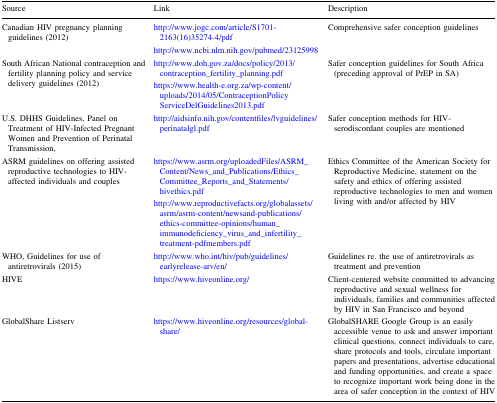 Source Link Description
Canadian HIV pregnancy planning guidelines (2012)
http://www.jogc.com/article/S1701-2163(16)35274-4/pdf
http://www.ncbi.nlm.nih.gov/pubmed/23125998
Comprehensive safer conception guidelines
South African National contraception and
fertility planning policy and service
delivery guidelines (2012)
http://www.doh.gov.za/docs/policy/2013/
contraception_fertility_planning.pdf
https://www.health-e.org.za/wp-content/
uploads/2014/05/ContraceptionPolicy
ServiceDelGuidelines2013.pdf
Safer conception guidelines for South Africa
(preceding approval of PrEP in SA)
U.S. DHHS Guidelines, Panel on
Treatment of HIV-Infected Pregnant
Women and Prevention of Perinatal
Transmission,
http://aidsinfo.nih.gov/contentfiles/lvguidelines/
perinatalgl.pdf
Safer conception methods for HIV-
serodiscordant couples are mentioned
ASRM guidelines on offering assisted
reproductive technologies to HIV-
affected individuals and couples
https://www.asrm.org/uploadedFiles/ASRM_
Content/News_and_Publications/Ethics_
Committee_Reports_and_Statements/
hivethics.pdf
http://www.reproductivefacts.org/globalassets/
asrm/asrm-content/newsand-publications/
ethics-committee-opinions/human_
immunodeficiency_virus_and_infertility_
treatment-pdfmembers.pdf
Ethics Committee of the American Society for
Reproductive Medicine, statement on the
safety and ethics of offering assisted
reproductive technologies to men and women
living with and/or affected by HIV
WHO, Guidelines for use of
antiretrovirals (2015)
http://www.who.int/hiv/pub/guidelines/
earlyrelease-arv/en/
Guidelines re. the use of antiretrovirals as
treatment and prevention
HIVE
https://www.hiveonline.org/
Client-centered website committed to advancing
reproductive and sexual wellness for
individuals, families and communities affected
by HIV in San Francisco and beyond
GlobalShare Listserv
https://www.hiveonline.org/resources/global-
share/
GlobalSHARE Google Group is an easily
accessible venue to ask and answer important
clinical questions, connect individuals to care,
share protocols and tools, circulate important
papers and presentations, advertise educational
and funding opportunities, and create a space
to recognize important work being done in the
area of safer conception in the context of HIV